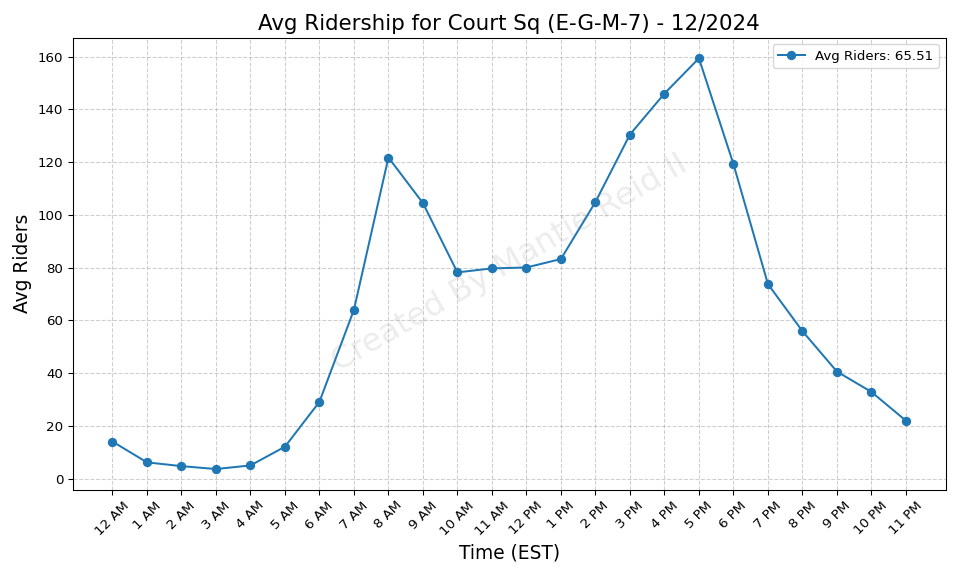 Avg Ridership for Court Sq (E-G-M-7) - 12/2024
Avg Riders: 65.51
Avg Riders
160
140
120
100
80
60
40
20
0
Created By Mantie Reid II
12 AM
1 AM
2 AM
3 AM
4 AM
5 AM
6 AM
7 AM
8 AM
9 AM
10 AM
11 AM
12 PM
1 PM
2 PM
3 PM
4 PM
5 PM
6 PM
7 PM
8 PM
9 PM
10 PM
11 PM
Time (EST)